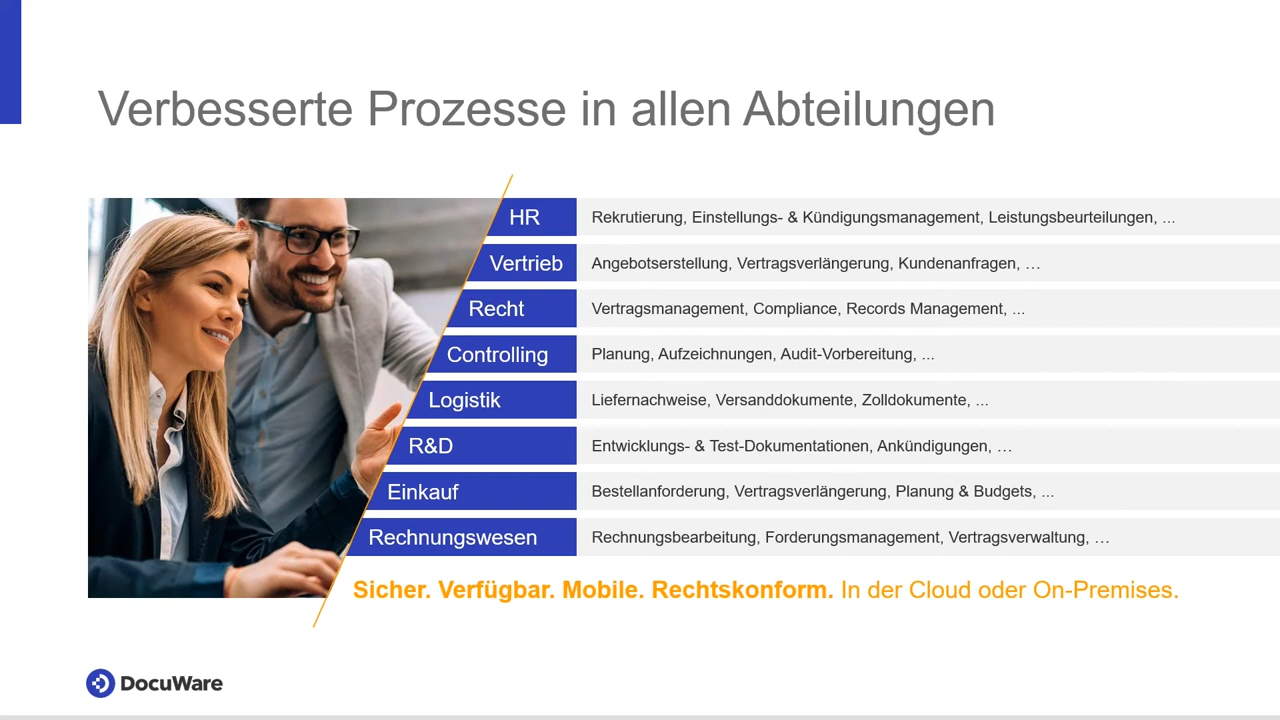 Verbesserte Prozesse in allen Abteilungen
HR Rekrutierung, Einstellungs- & Kündigungsmanagement, Leistungsbeurteilungen, ...
Vertrieb Angebotserstellung, Vertragsverlängerung, Kundenanfragen, …
Recht Vertragsmanagement, Compliance, Records Management, ...
Controlling Planung, Aufzeichnungen, Audit-Vorbereitung, ...
Logistik Liefernachweise, Versanddokumente, Zolldokumente, ...
R&D Entwicklungs- & Test-Dokumentationen, Ankündigungen, …
Einkauf Bestellanforderung, Vertragsverlängerung, Planung & Budgets, ...
Rechnungswesen Rechnungsbearbeitung, Forderungsmanagement, Vertragsverwaltung, …
Sicher. Verfügbar. Mobile. Rechtskonform. In der Cloud oder On-Premises.
DocuWare